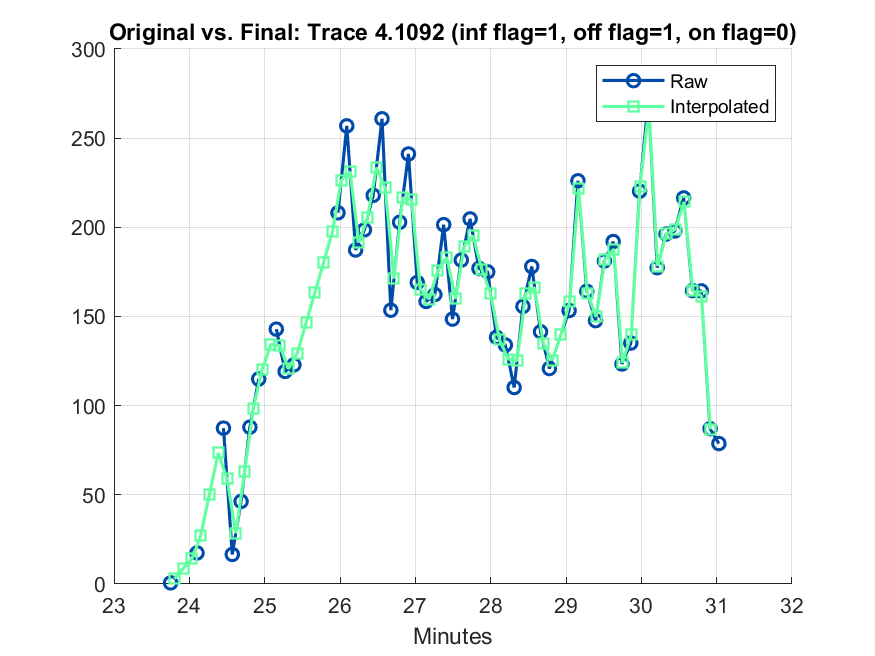 Original vs. Final: Trace 4.1092 (inf flag=1, off flag=1, on flag=0)
300
250
200
150
100
50
0
Raw
Interpolated
23 24 25 26 27 28 29 30 31 32
Minutes